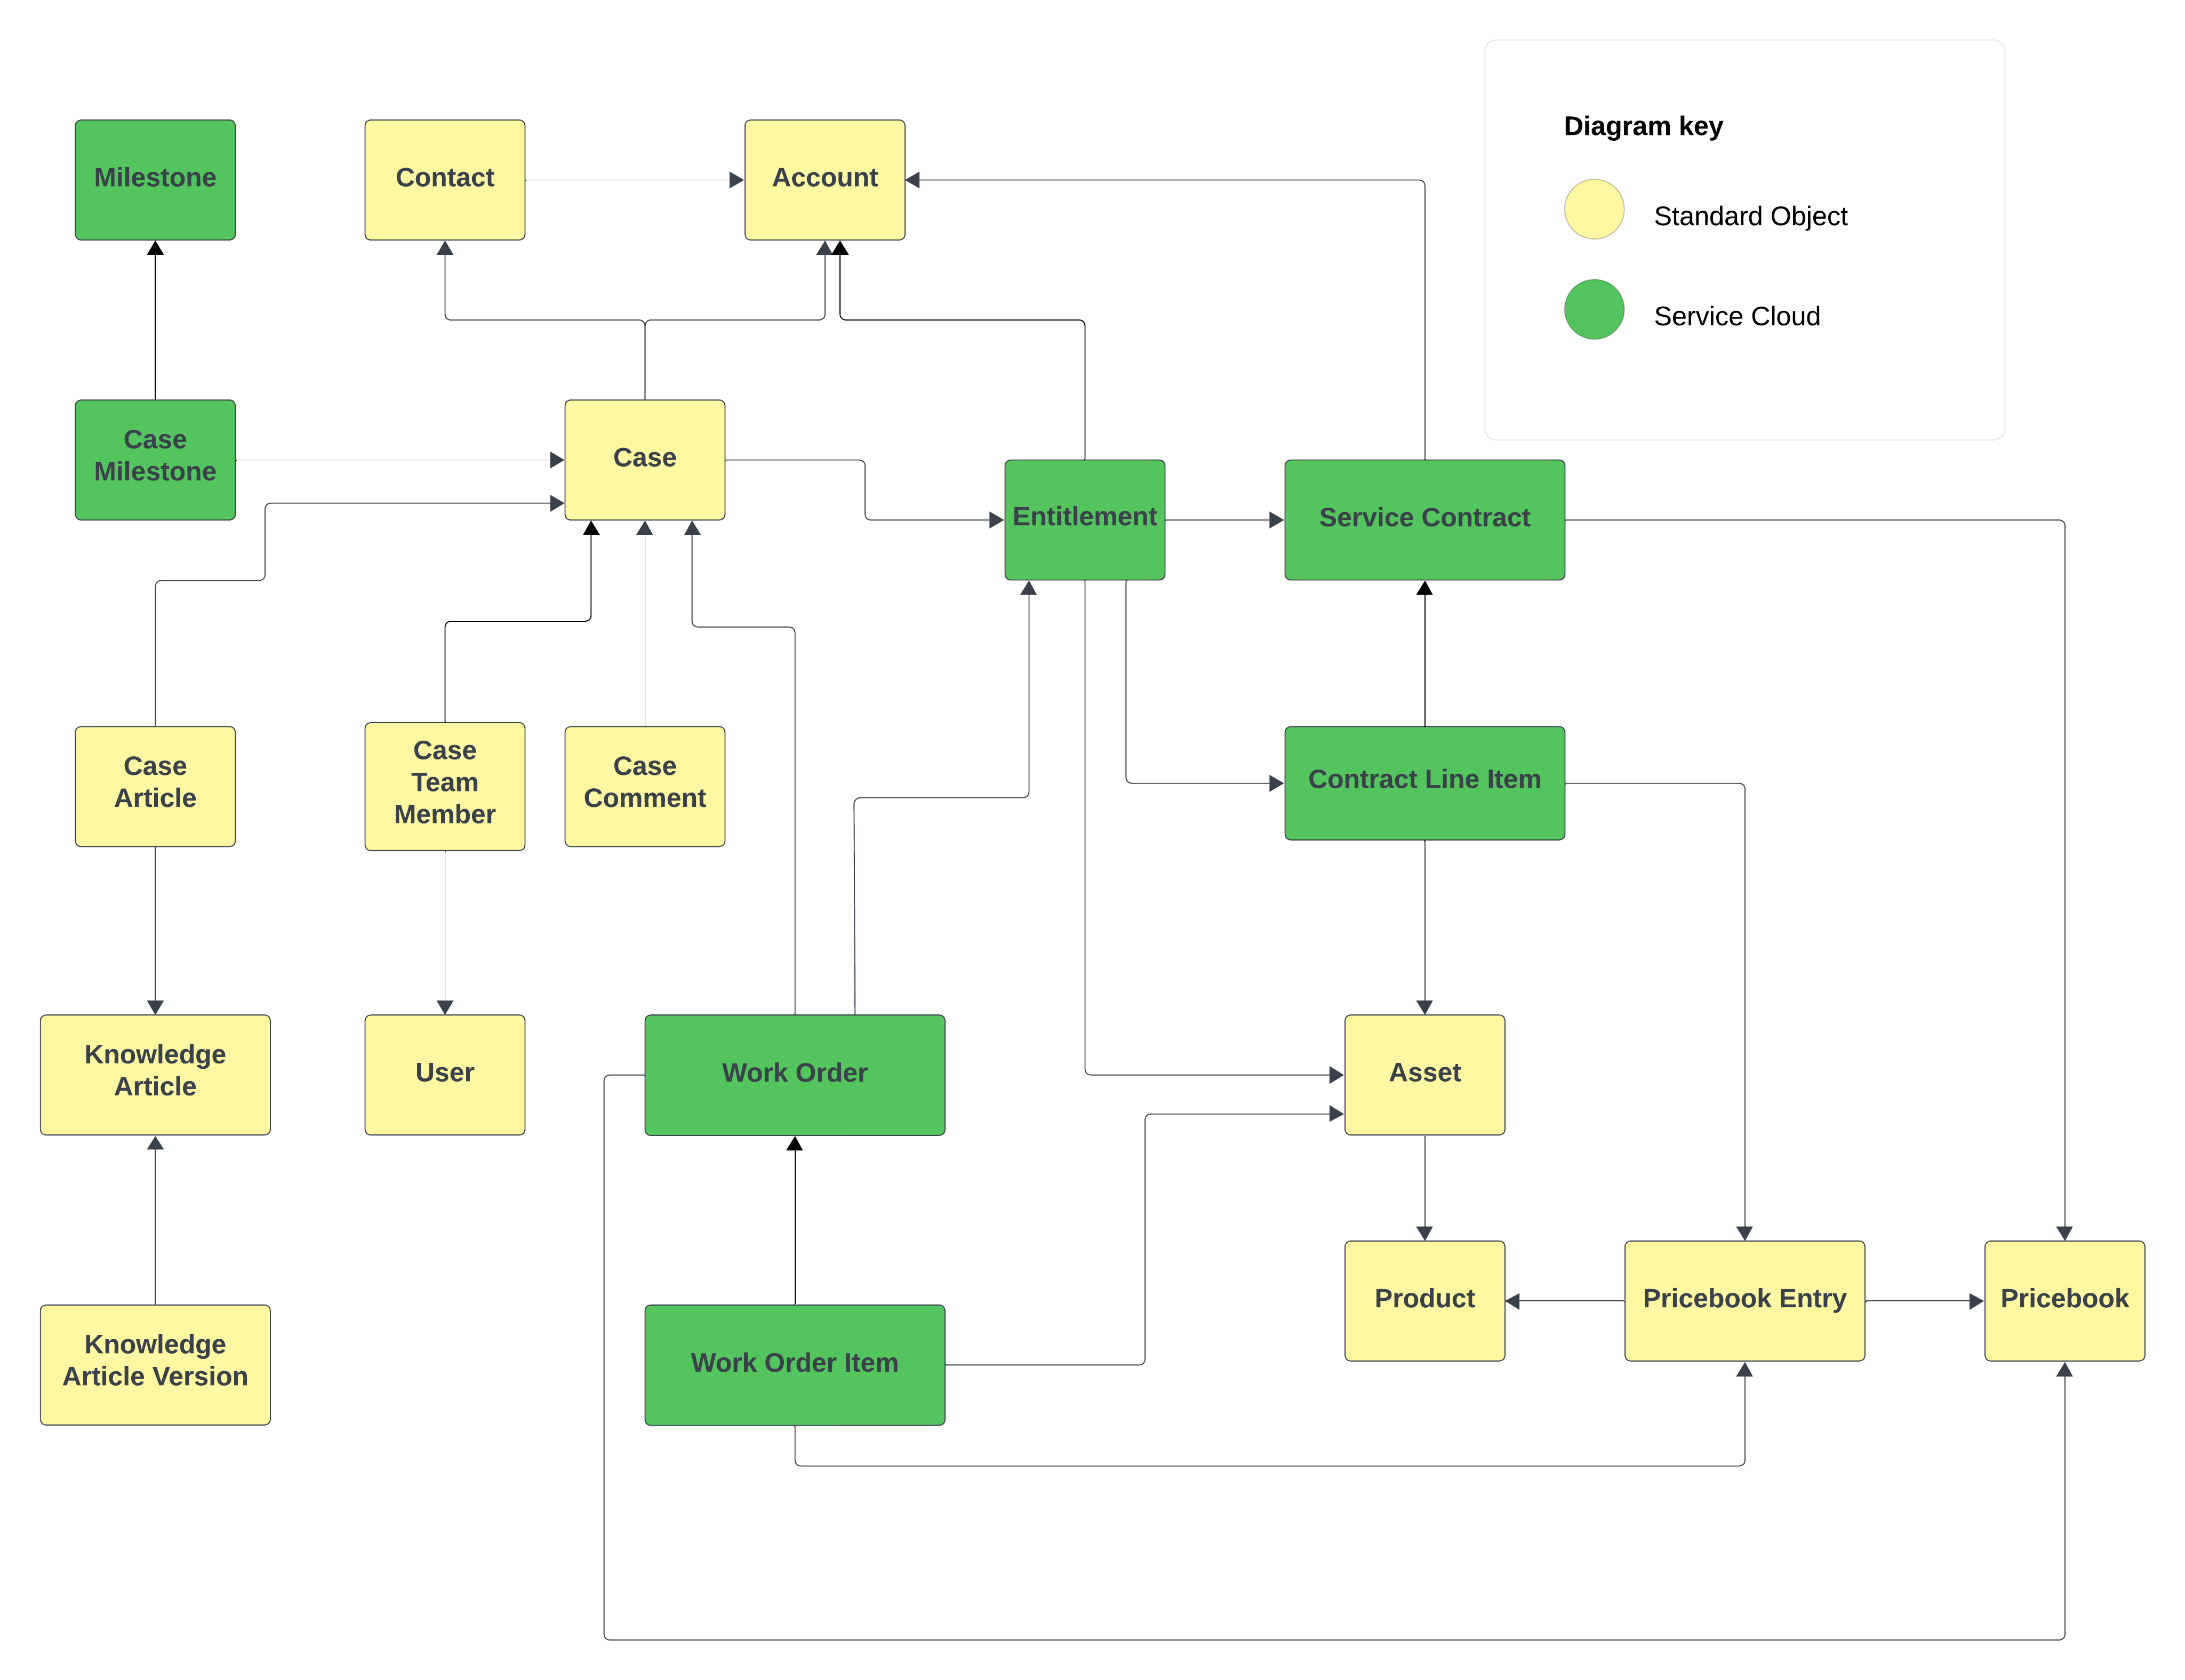 Diagram key
Standard Object
Service Cloud
Milestone
Contact
Account
Case
Milestone
Case
Entitlement
Service Contract
Case
Article
Case
Team
Member
Case
Comment
Contract Line Item
Knowledge
Article
User
Work Order
Asset
Product
Pricebook Entry
Pricebook
Knowledge
Article Version
Work Order Item